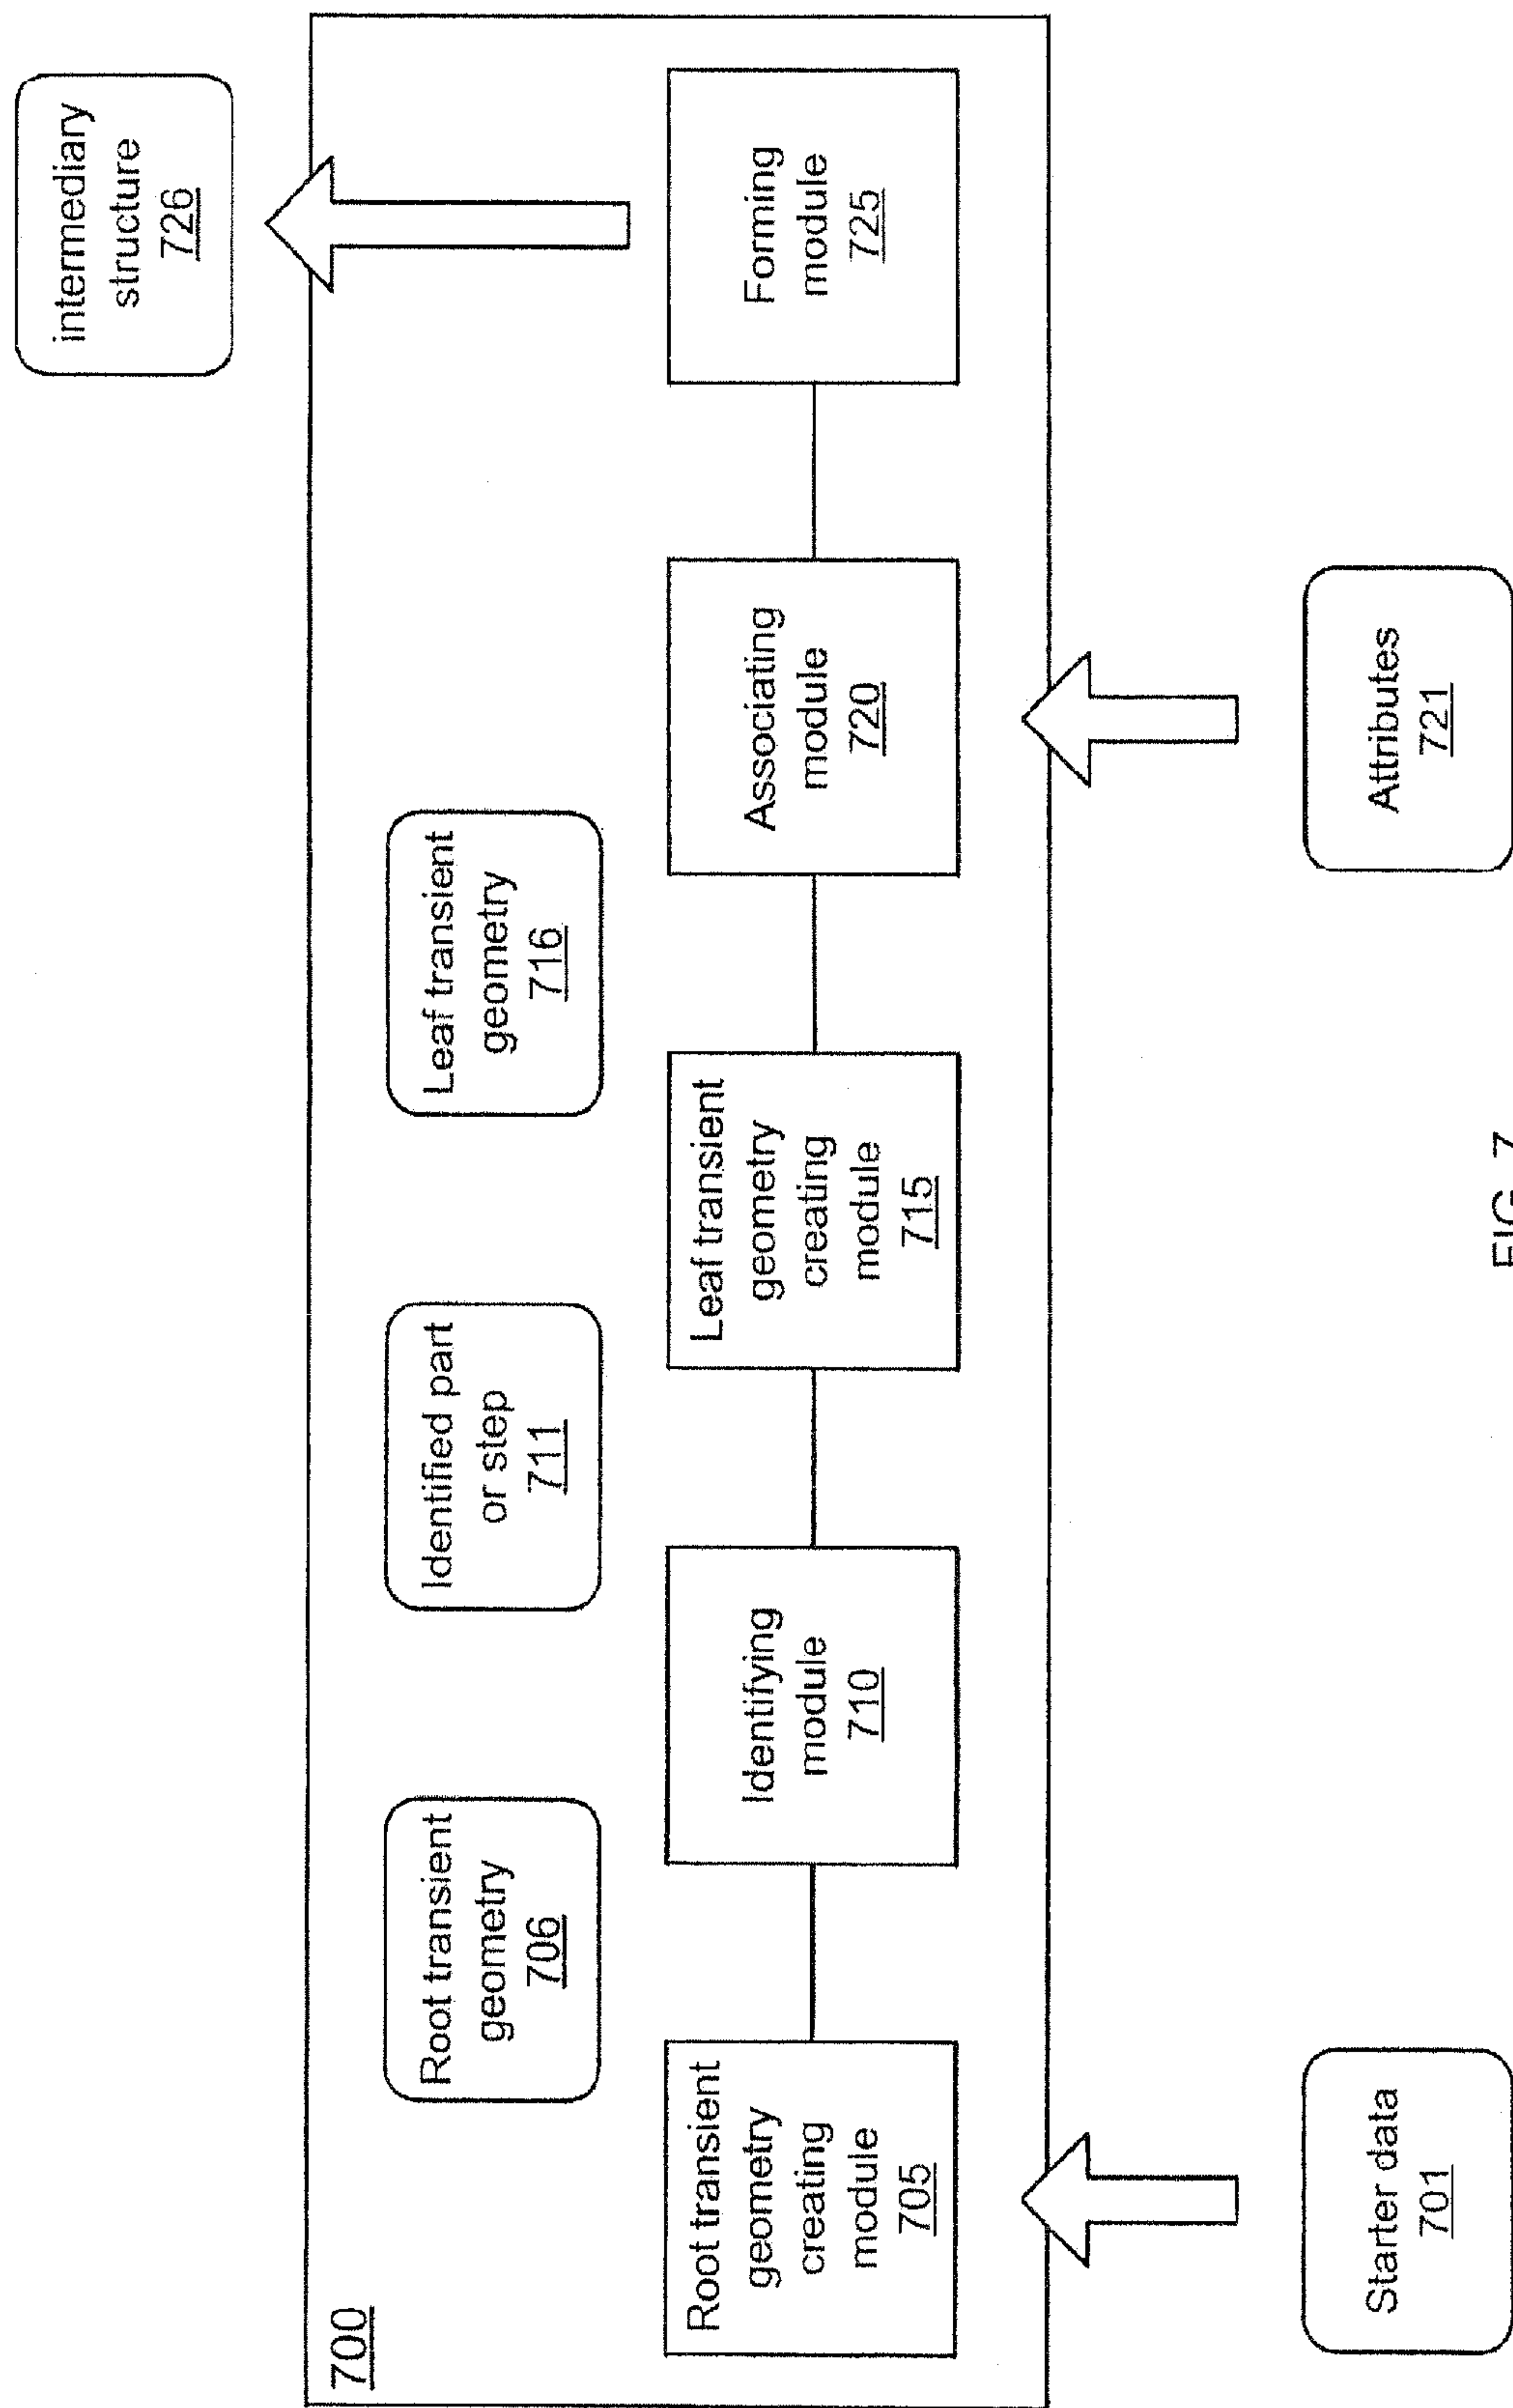 700
Root transient
geometry
706
Identified part
or step
711
Leaf transient
geometry
716
intermediary
structure
726
Root transient
geometry
creating
module
705
Identifying
module
710
Leaf transient
geometry
creating
module
715
Associating
module
720
Forming
module
725
Starter data
701
Attributes
721
FIG. 7